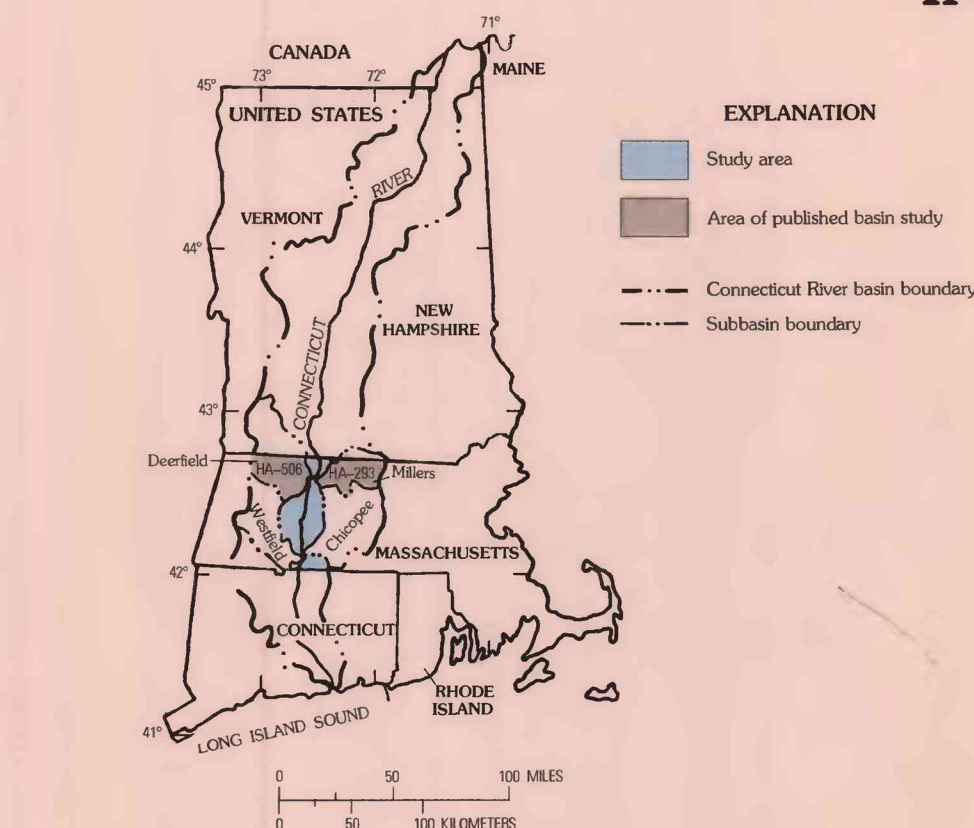 71°
CANADA
73°
72°
MAINE
45°
UNITED STATES
RIVER
VERMONT
44°
NEW
HAMPSHIRE
CONNECTICUT
43°
Deerfield
HA-506
HA-293
Millers
Westfield
Chicopee
MASSACHUSETTS
42°
CONNECTICUT
RHODE
ISLAND
41°
LONG ISLAND SOUND
0 50 100 MILES
0 50 100 KILOMETERS
EXPLANATION
Study area
Area of published basin study
Connecticut River basin boundary
Subbasin boundary